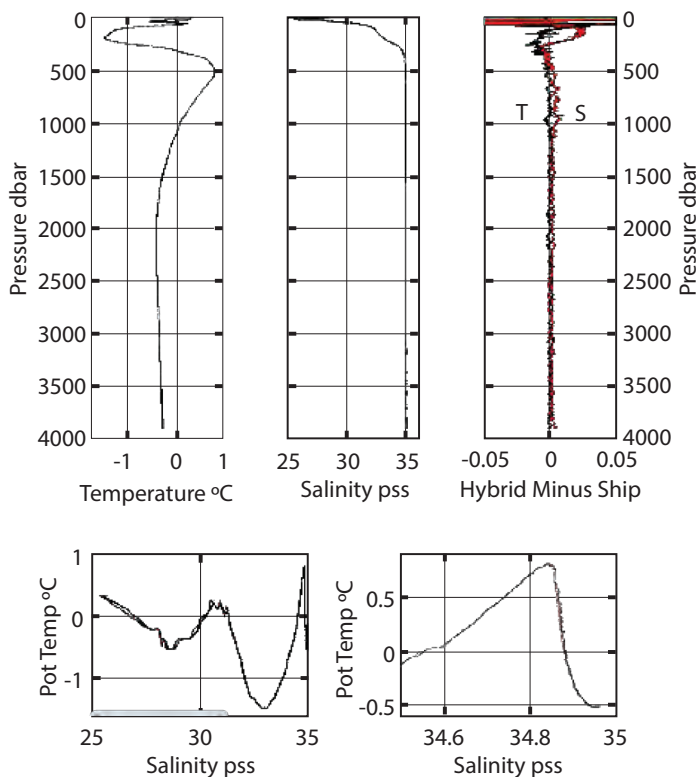 0
500
1000
1500
2000
2500
3000
3500
4000
Pressure dbar
-1 0 1
Temperature ºC
25 30 35
Salinity pss
T S
0
500
1000
1500
2000
2500
3000
3500
4000
Pressure dbar
-0.05 0 0.05
Hybrid Minus Ship
1
0
-1
Pot Temp ºC
25 30 35
Salinity pss
0.5
0
-0.5
Pot Temp ºC
34.6 34.8 35
Salinity pss